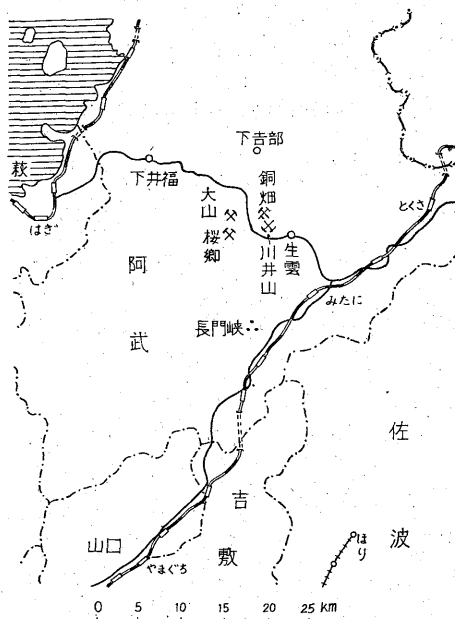 萩
はぎ
下井福
下吉部
大山
桜郷
銅畑
川井山
生雲
とくさ
みたに
長門峡
阿武
佐波
吉敷
山口
やまぐち
ほり
0 5 10 15 20 25 km